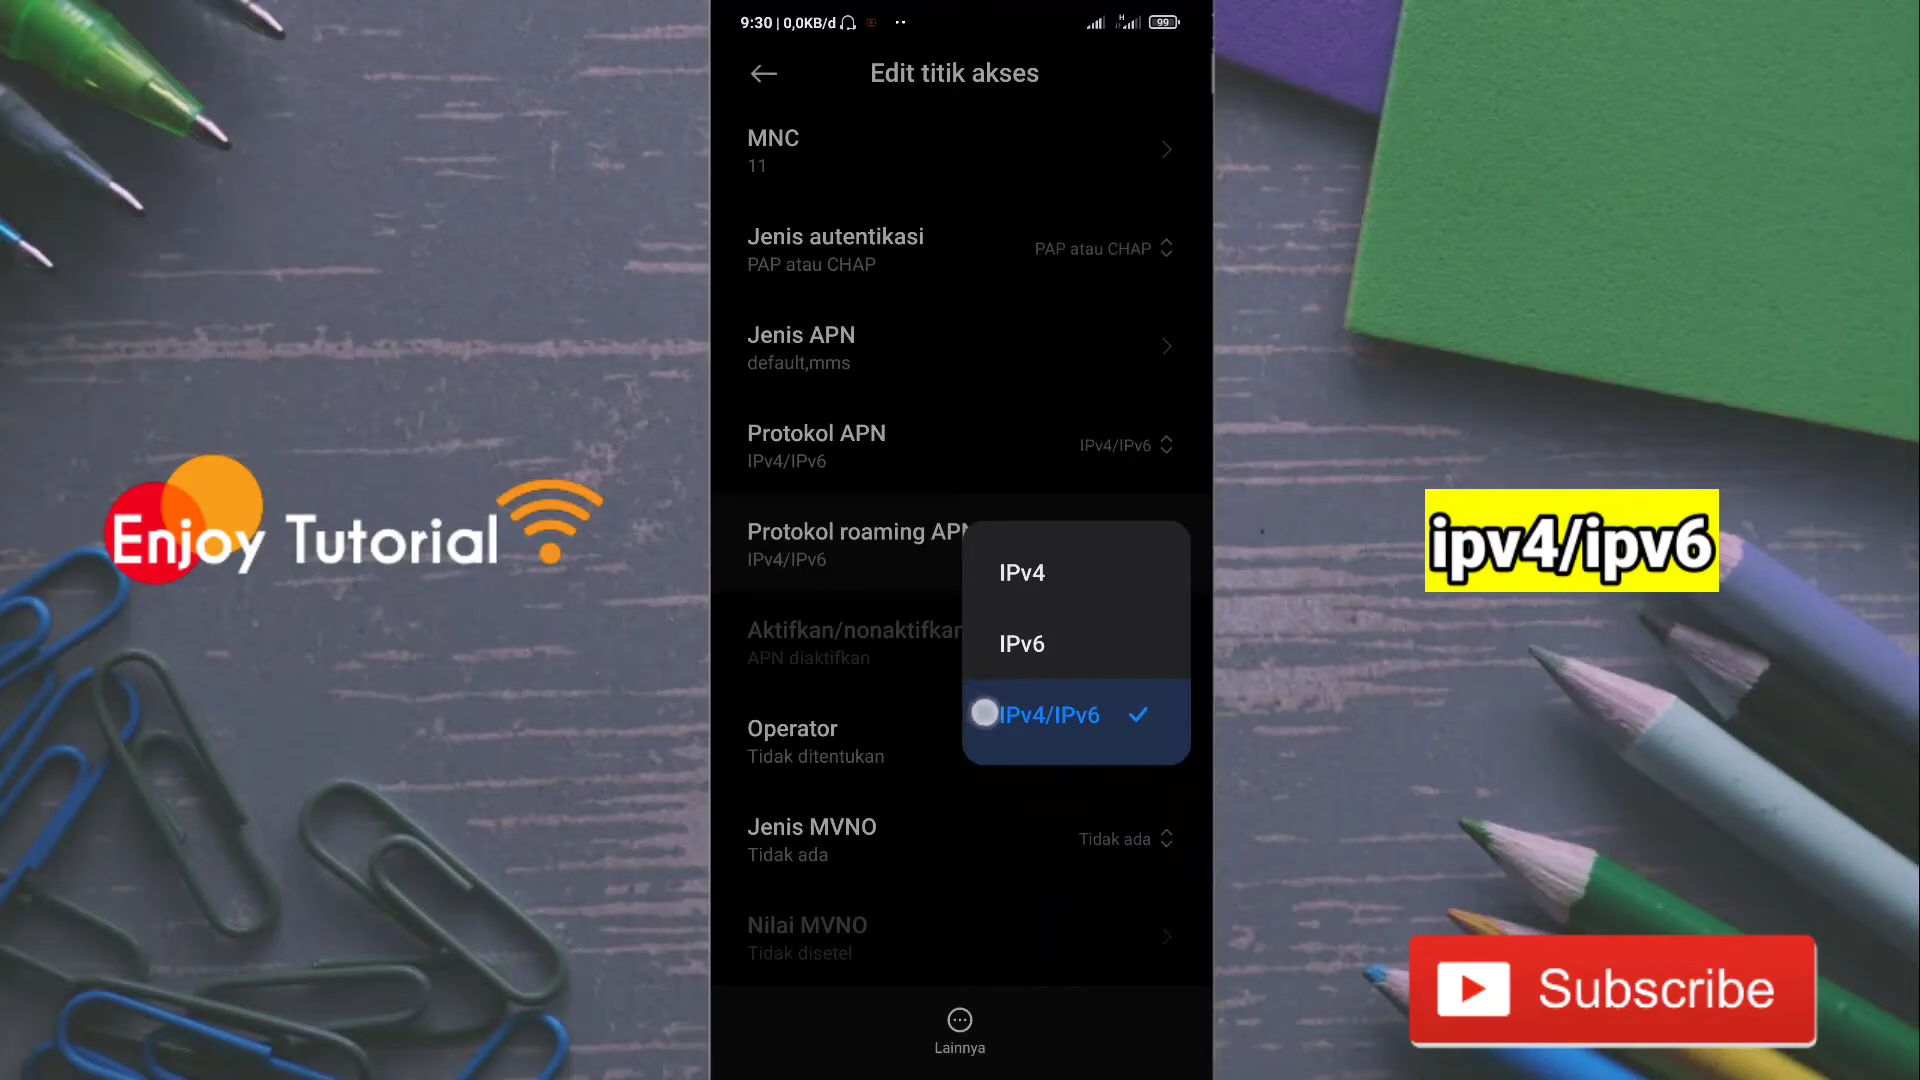 9:30 | 0,0KB/d
H
99
Edit titik akses
MNC
11
Jenis autentikasi
PAP atau CHAP
PAP atau CHAP
Jenis APN
default,mms
Protokol APN
IPv4/IPv6
IPv4/IPv6
Protokol roaming APN
IPv4/IPv6
IPv4
IPv6
IPv4/IPv6
Aktifkan/nonaktifkan
APN diaktifkan
Operator
Tidak ditentukan
Jenis MVNO
Tidak ada
Tidak ada
Nilai MVNO
Tidak disetel
Lainnya
Enjoy Tutorial
ipv4/ipv6
Subscribe